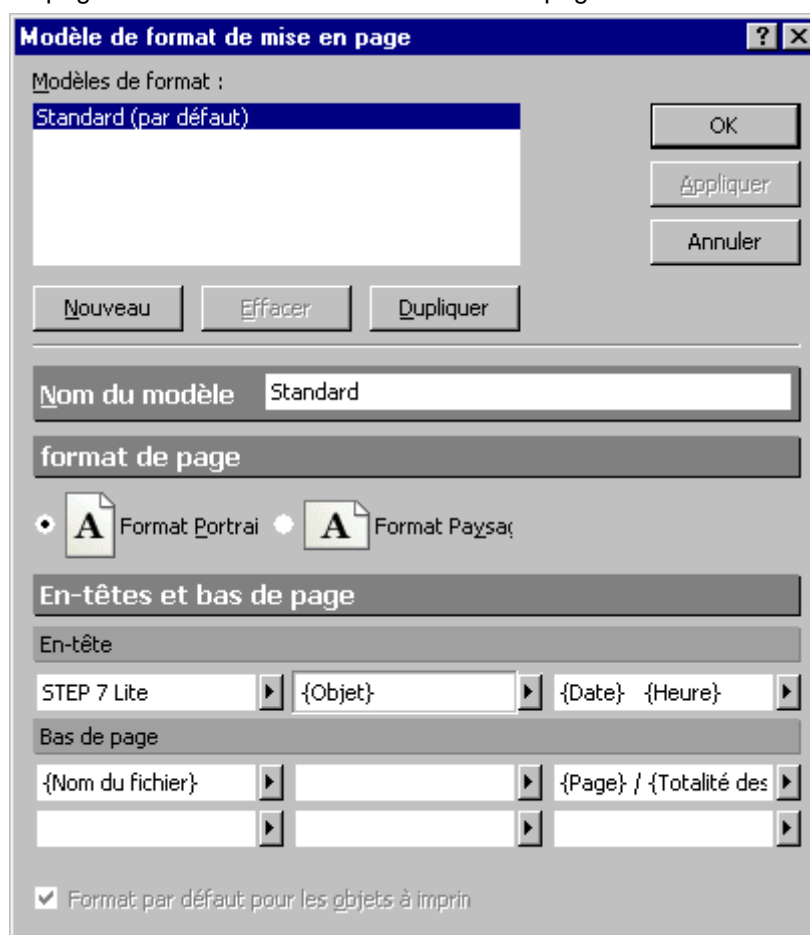 Modèle de format de mise en page
Modèles de format :
Standard (par défaut)
OK
Appliquer
Annuler
Nouveau Effacer Dupliquer
Nom du modèle Standard
format de page
A Format Portrai A Format Paysag
En-têtes et bas de page
En-tête
STEP 7 Lite {Objet} {Date} {Heure}
Bas de page
{Nom du fichier} {Page} / {Totalité des
Format par défaut pour les objets à imprin